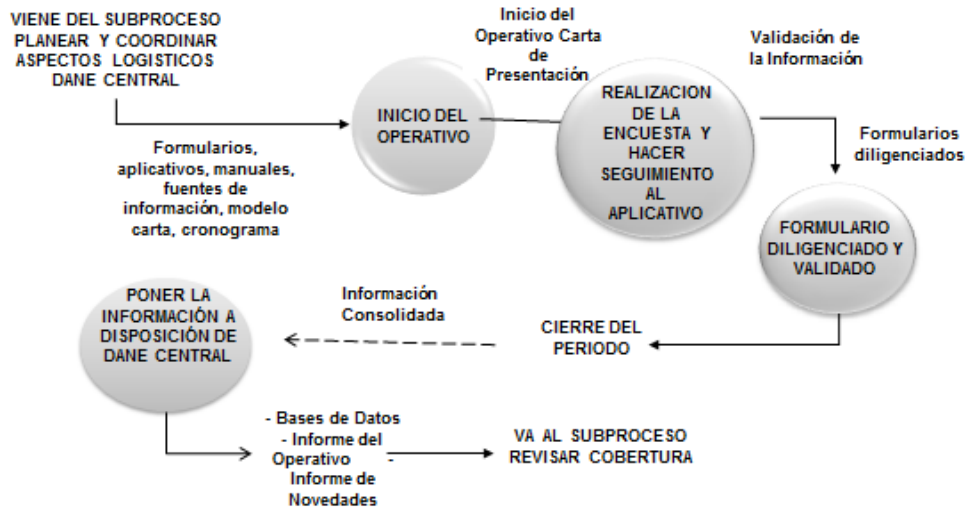 VIENE DEL SUBPROCESO
PLANEAR Y COORDINAR
ASPECTOS LOGISTICOS
DANE CENTRAL
Formularios,
aplicativos, manuales,
fuentes de
información, modelo
carta, cronograma
INICIO DEL
OPERATIVO
Inicio del
Operativo Carta
de
Presentación
REALIZACION
DE LA
ENCUESTA Y
HACER
SEGUIMIENTO
AL
APLICATIVO
Validación de
la Información
Formularios
diligenciados
FORMULARIO
DILIGENCIADO Y
VALIDADO
CIERRE DEL
PERIODO
Información
Consolidada
PONER LA
INFORMACIÓN A
DISPOSICIÓN DE
DANE CENTRAL
- Bases de Datos
- Informe del
Operativo -
Informe de
Novedades
VA AL SUBPROCESO
REVISAR COBERTURA